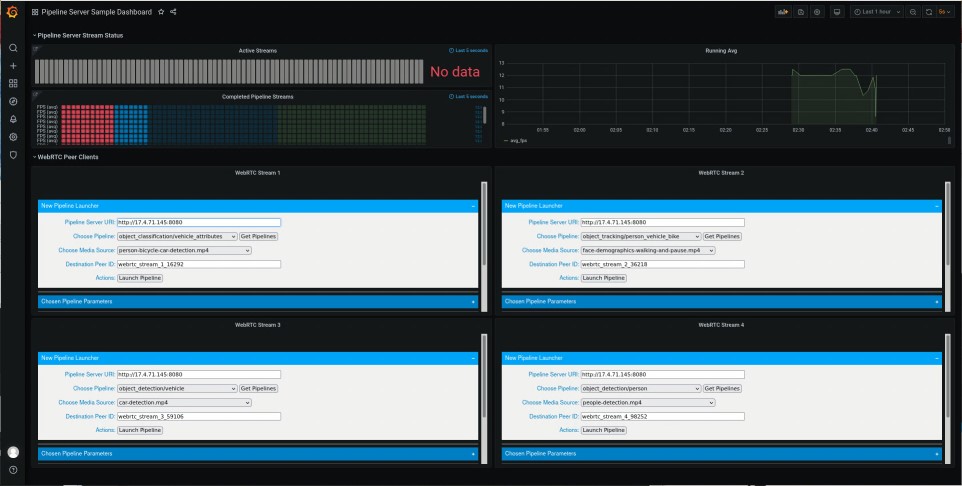 Pipeline Server Sample Dashboard
Last 1 hour
5s
Pipeline Server Stream Status
Active Streams
Last 5 seconds
No data
Completed Pipeline Streams
Last 5 seconds
FPS (avg)
FPS (avg)
FPS (avg)
FPS (avg)
FPS (avg)
FPS (avg)
Running Avg
13
12
11
10
9
8
01:55 02:00 02:05 02:10 02:15 02:20 02:25 02:30 02:35 02:40 02:45 02:50
avg_fps
WebRTC Peer Clients
WebRTC Stream 1
New Pipeline Launcher -
Pipeline Server URI: http://17.4.71.145:8080
Choose Pipeline: object_classification/vehicle_attributes Get Pipelines
Choose Media Source: person-bicycle-car-detection.mp4
Destination Peer ID: webrtc_stream_1_16292
Actions: Launch Pipeline
Chosen Pipeline Parameters +
WebRTC Stream 2
New Pipeline Launcher -
Pipeline Server URI: http://17.4.71.145:8080
Choose Pipeline: object_tracking/person_vehicle_bike Get Pipelines
Choose Media Source: face-demographics-walking-and-pause.mp4
Destination Peer ID: webrtc_stream_2_36218
Actions: Launch Pipeline
Chosen Pipeline Parameters +
WebRTC Stream 3
New Pipeline Launcher -
Pipeline Server URI: http://17.4.71.145:8080
Choose Pipeline: object_detection/vehicle Get Pipelines
Choose Media Source: car-detection.mp4
Destination Peer ID: webrtc_stream_3_59106
Actions: Launch Pipeline
Chosen Pipeline Parameters +
WebRTC Stream 4
New Pipeline Launcher -
Pipeline Server URI: http://17.4.71.145:8080
Choose Pipeline: object_detection/person Get Pipelines
Choose Media Source: people-detection.mp4
Destination Peer ID: webrtc_stream_4_98252
Actions: Launch Pipeline
Chosen Pipeline Parameters +